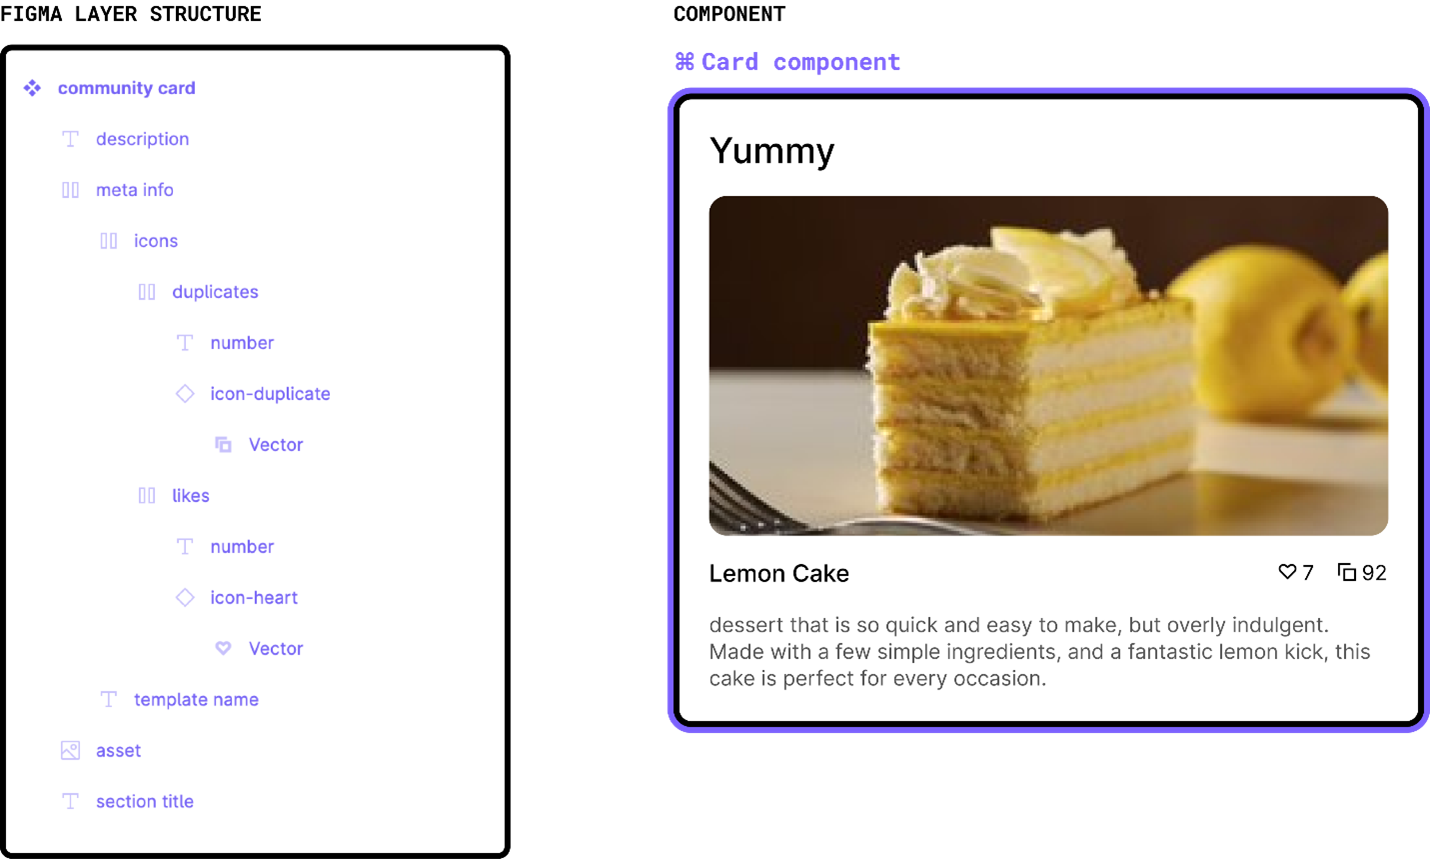 FIGMA LAYER STRUCTURE
community card
description
meta info
icons
duplicates
number
icon-duplicate
Vector
likes
number
icon-heart
Vector
template name
asset
section title
COMPONENT
⌘ Card component
Yummy
Lemon Cake
7
92
dessert that is so quick and easy to make, but overly indulgent.
Made with a few simple ingredients, and a fantastic lemon kick, this
cake is perfect for every occasion.